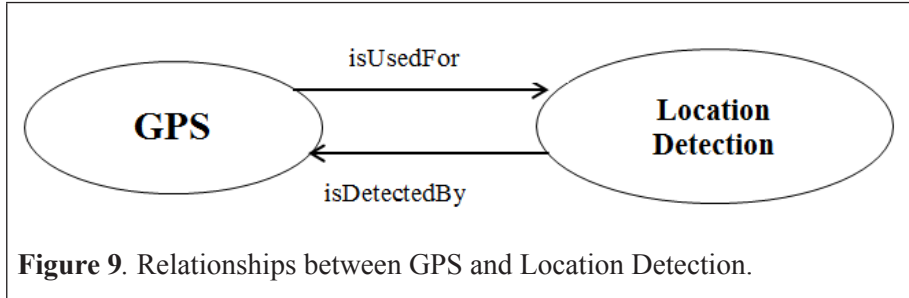 isUsedFor
GPS
Location
Detection
isDetectedBy
Figure 9. Relationships between GPS and Location Detection.